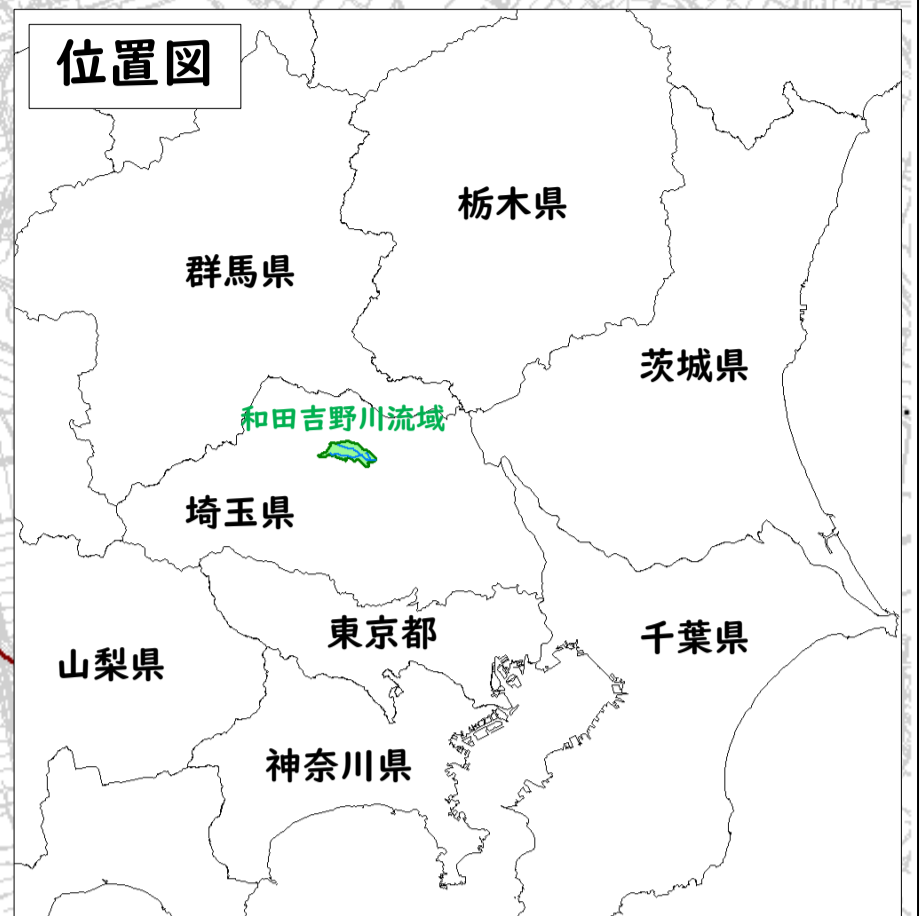 位置図
栃木県
群馬県
茨城県
和田吉野川流域
埼玉県
東京都
千葉県
山梨県
神奈川県